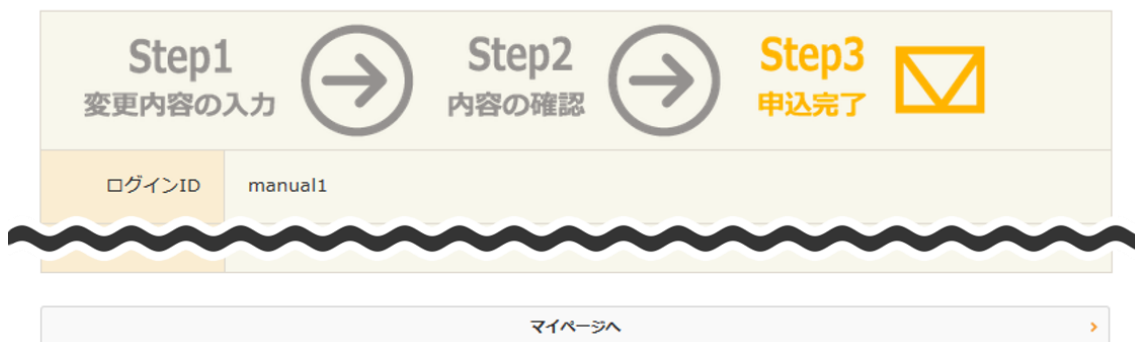 Step1
変更内容の入力
Step2
内容の確認
Step3
申込完了
ログインID manual1
マイページへ